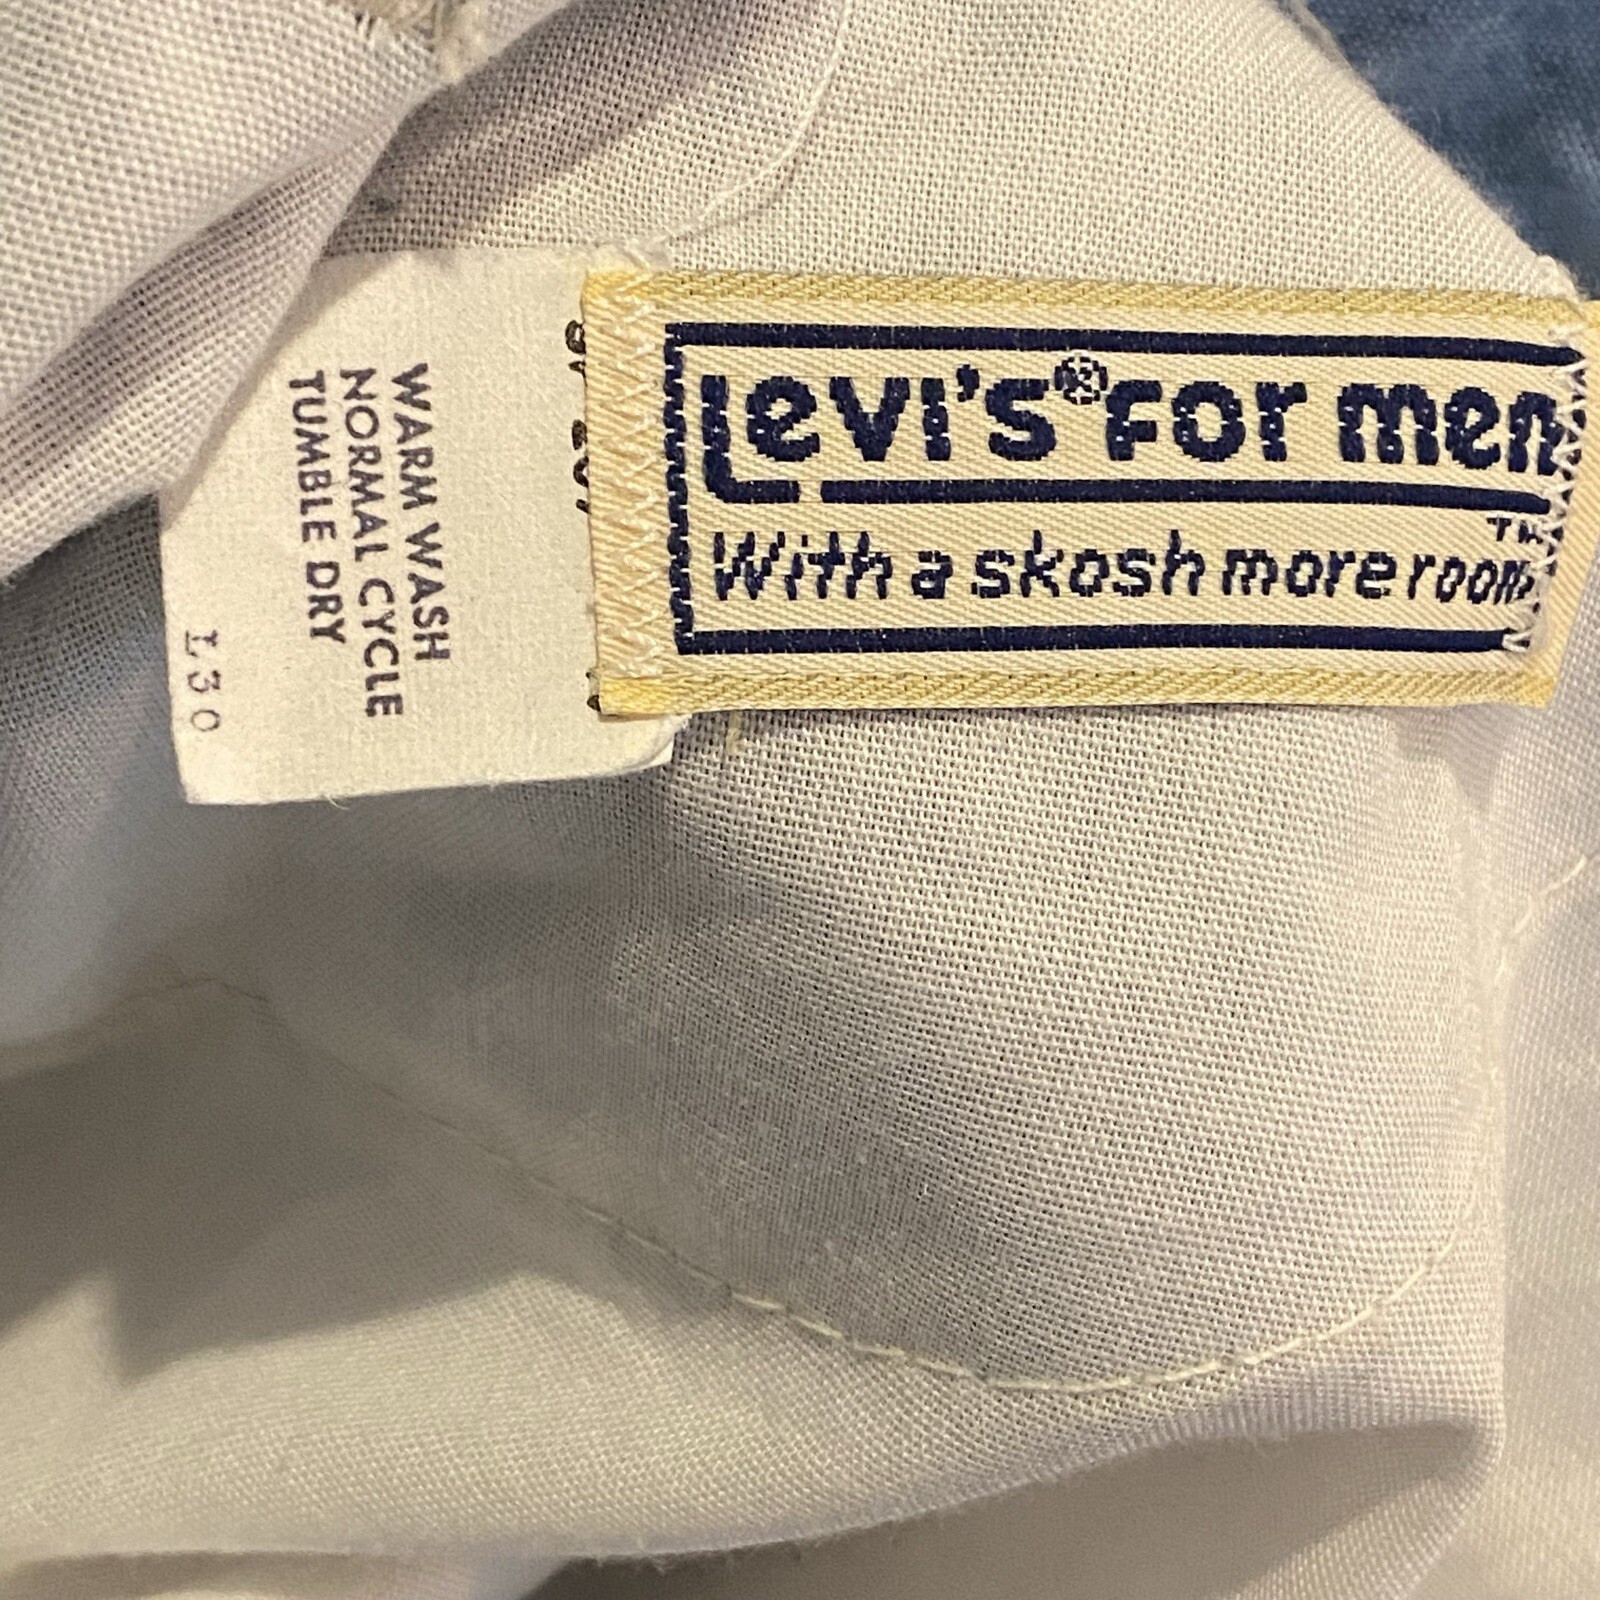 Levi's® FOR men
TM
With a skosh more room
WARM WASH
NORMAL CYCLE
TUMBLE DRY
L30